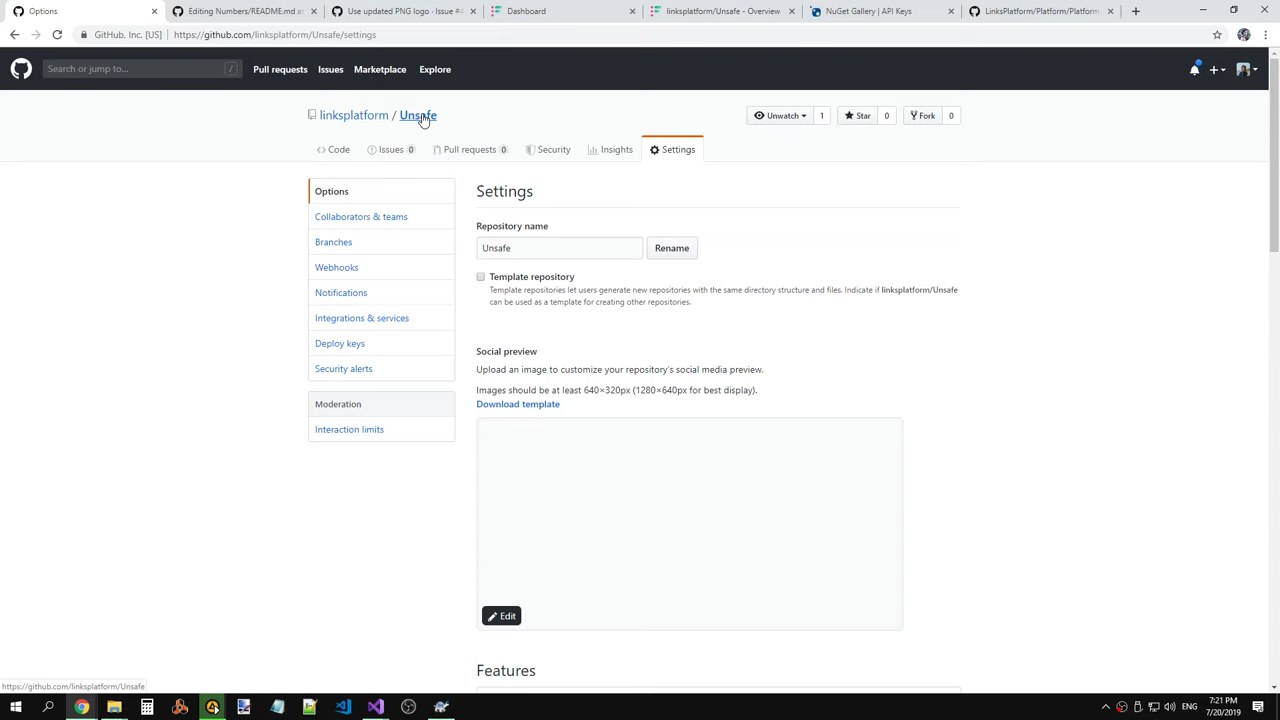 Options
Editing Numbers/README.md at
Use updated PNG logo · Issue #4
Dashboard
linksplatform/Unsafe - Overview
NuGet Gallery | API Keys
LinksPlatform/Platform/Platform.
GitHub, Inc. [US] | https://github.com/linksplatform/Unsafe/settings
Search or jump to... /
Pull requests
Issues
Marketplace
Explore
linksplatform / Unsafe
Unwatch 1
Star 0
Fork 0
Code
Issues 0
Pull requests 0
Security
Insights
Settings
Options
Collaborators & teams
Branches
Webhooks
Notifications
Integrations & services
Deploy keys
Security alerts
Moderation
Interaction limits
Settings
Repository name
Unsafe
Rename
Template repository
Template repositories let users generate new repositories with the same directory structure and files. Indicate if linksplatform/Unsafe
can be used as a template for creating other repositories.
Social preview
Upload an image to customize your repository's social media preview.
Images should be at least 640×320px (1280×640px for best display).
Download template
Edit
Features
https://github.com/linksplatform/Unsafe
ENG
7:21 PM
7/20/2019